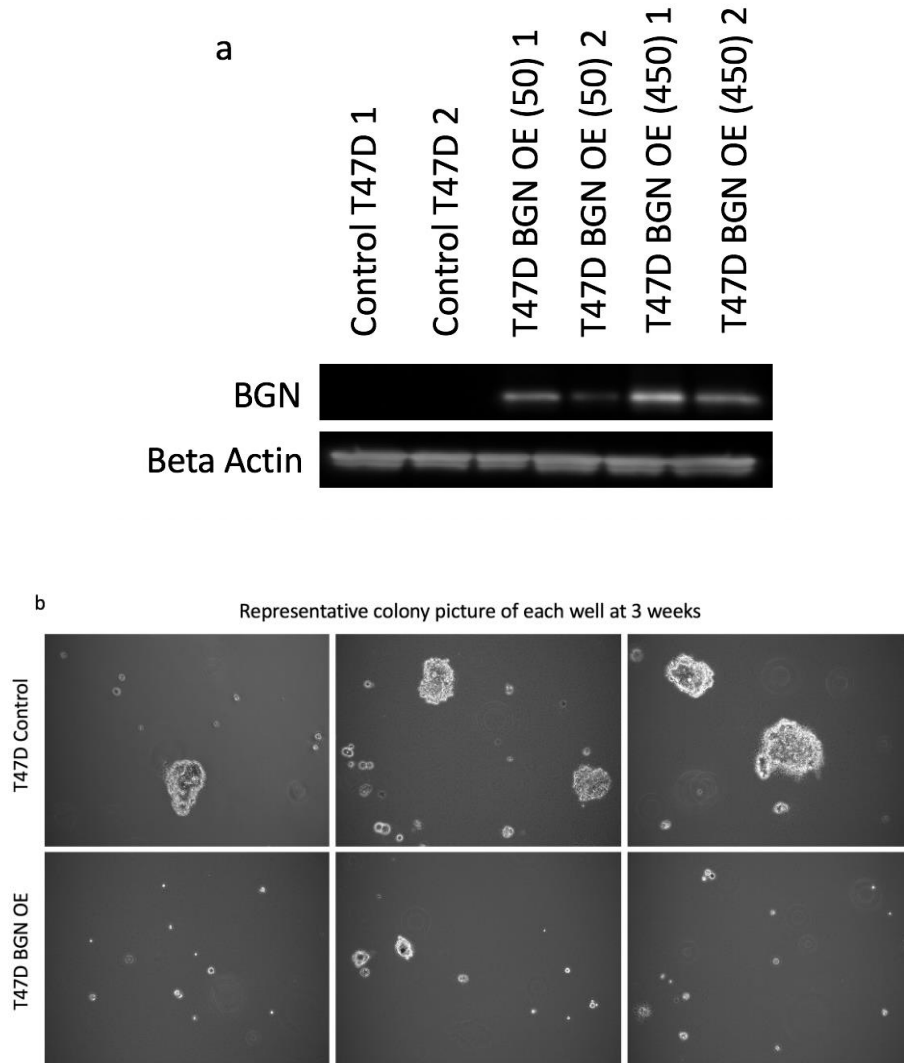 a
Control T47D 1
Control T47D 2
T47D BGN OE (50) 1
T47D BGN OE (50) 2
T47D BGN OE (450) 1
T47D BGN OE (450) 2
BGN
Beta Actin
b
Representative colony picture of each well at 3 weeks
T47D Control
T47D BGN OE